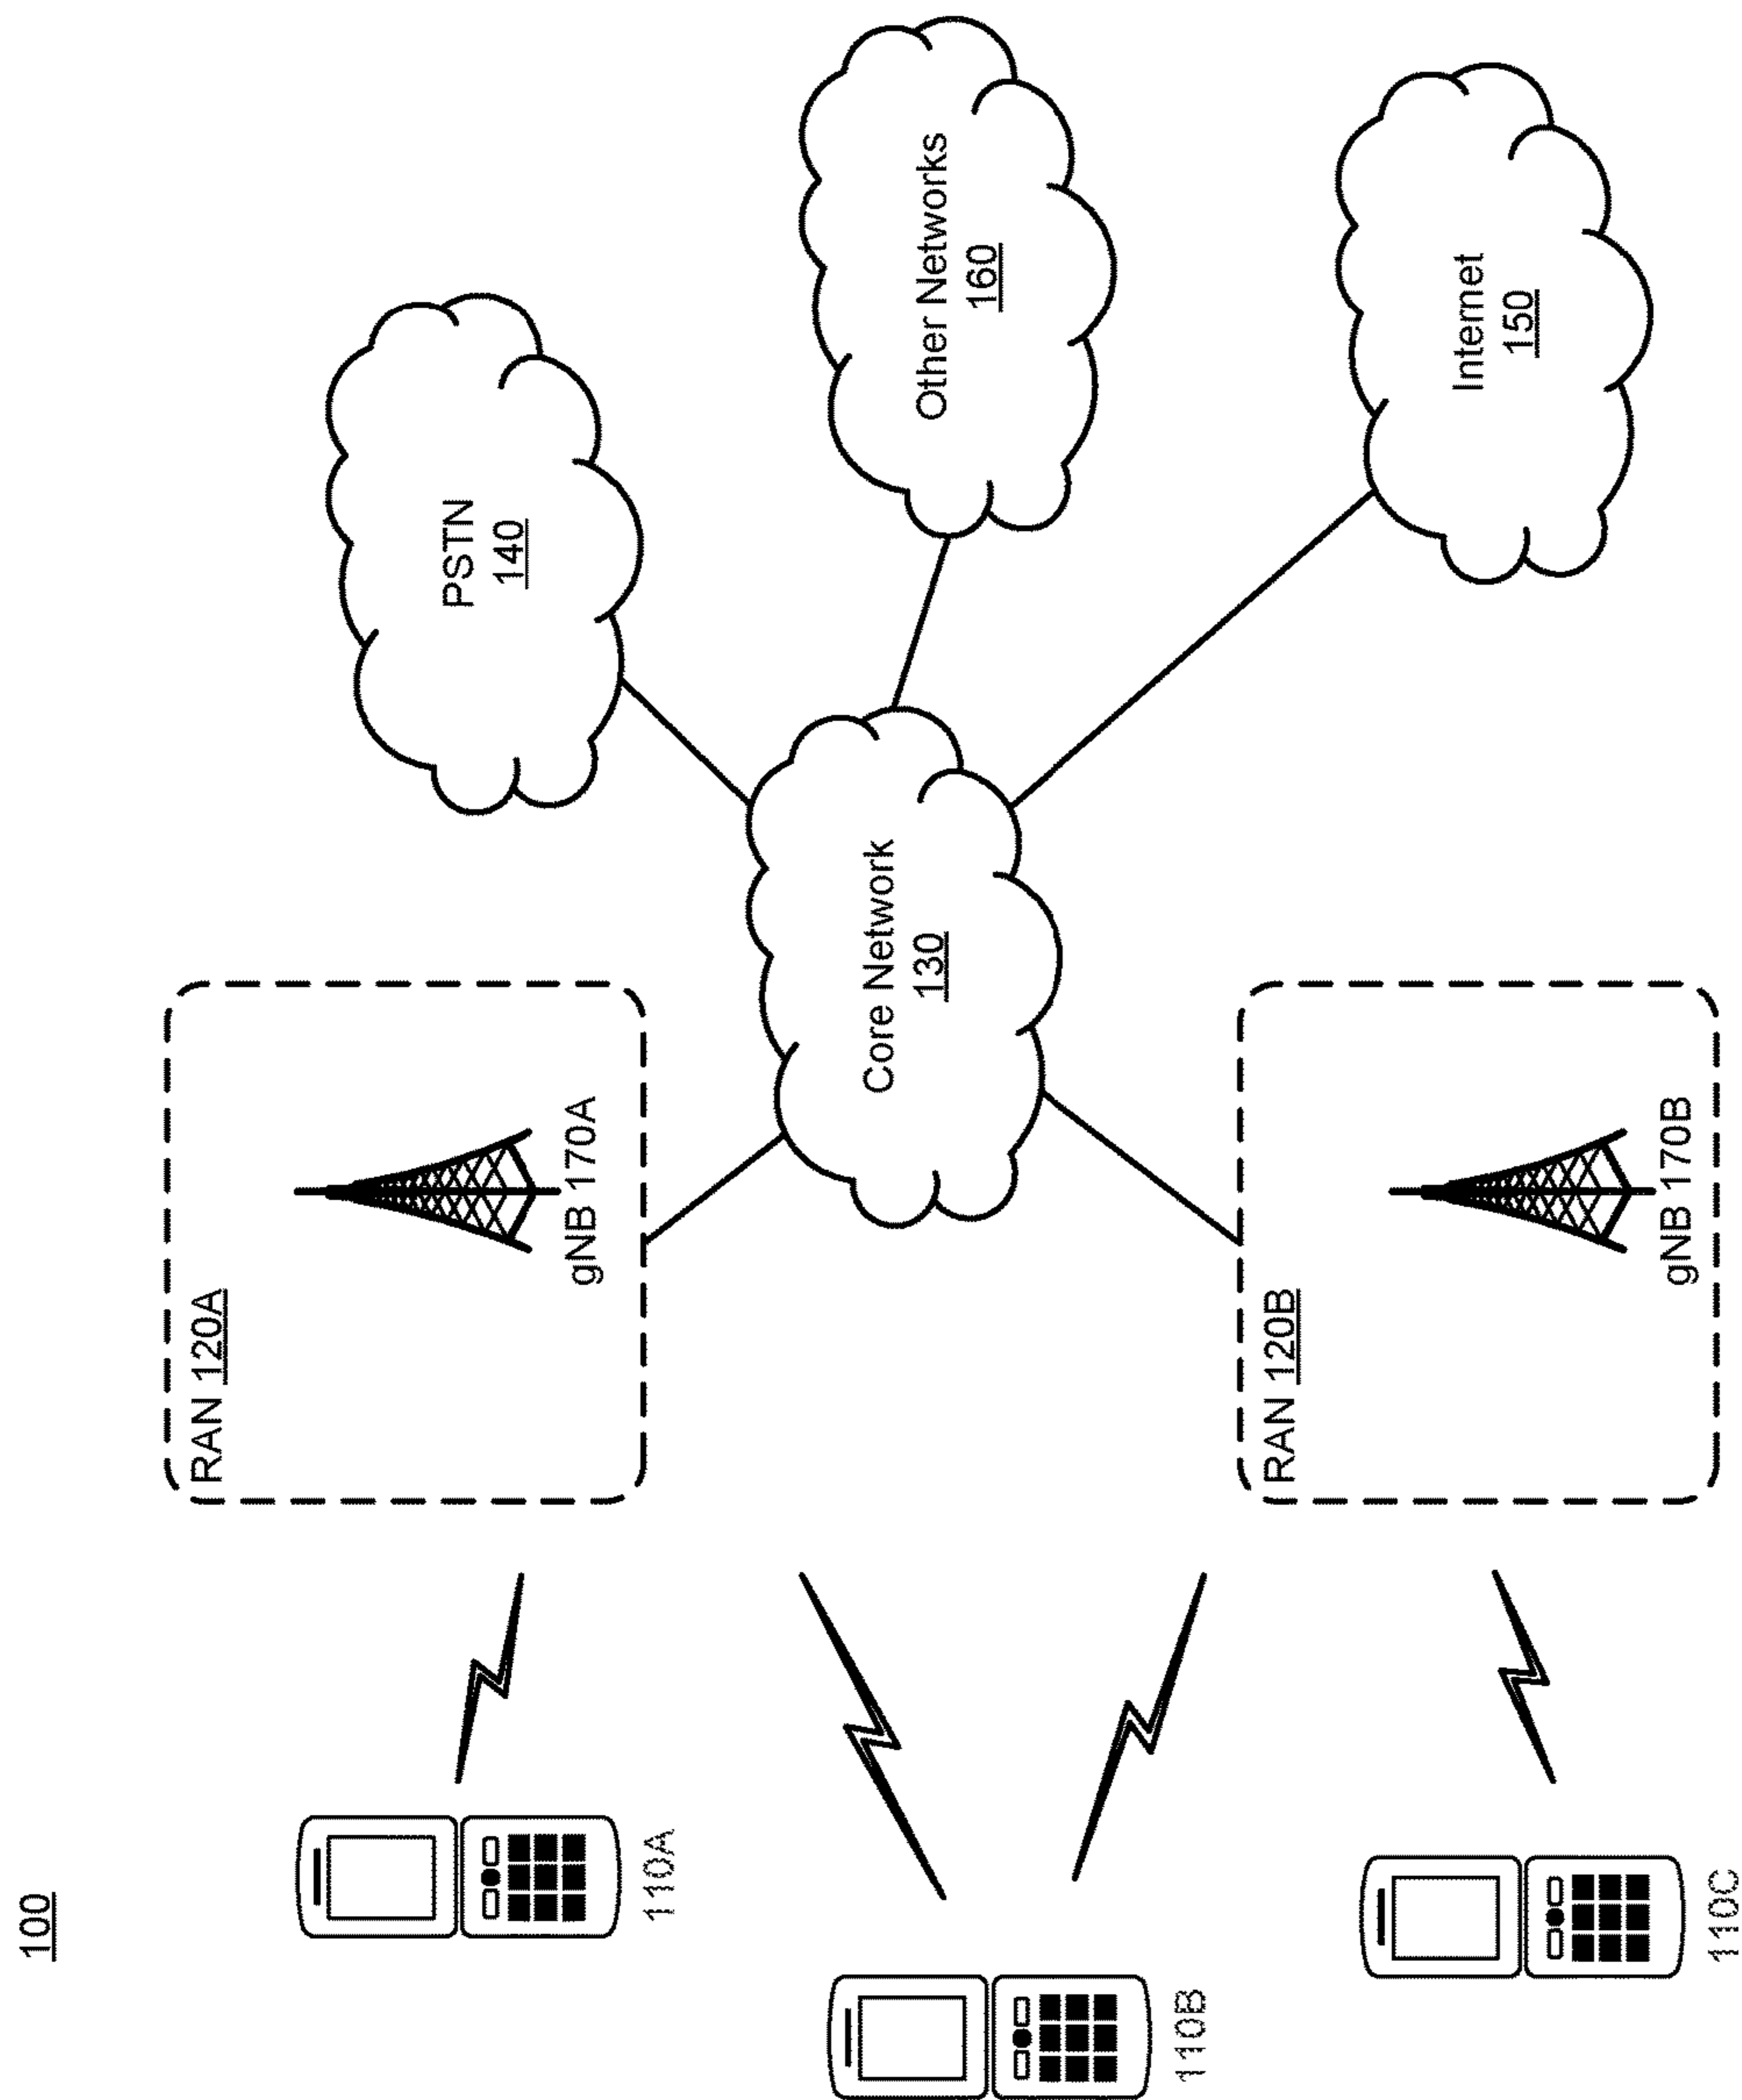 100
110A
110B
110C
RAN 120A
gNB 170A
RAN 120B
gNB 170B
Core Network
130
PSTN
140
Other Networks
160
Internet
150